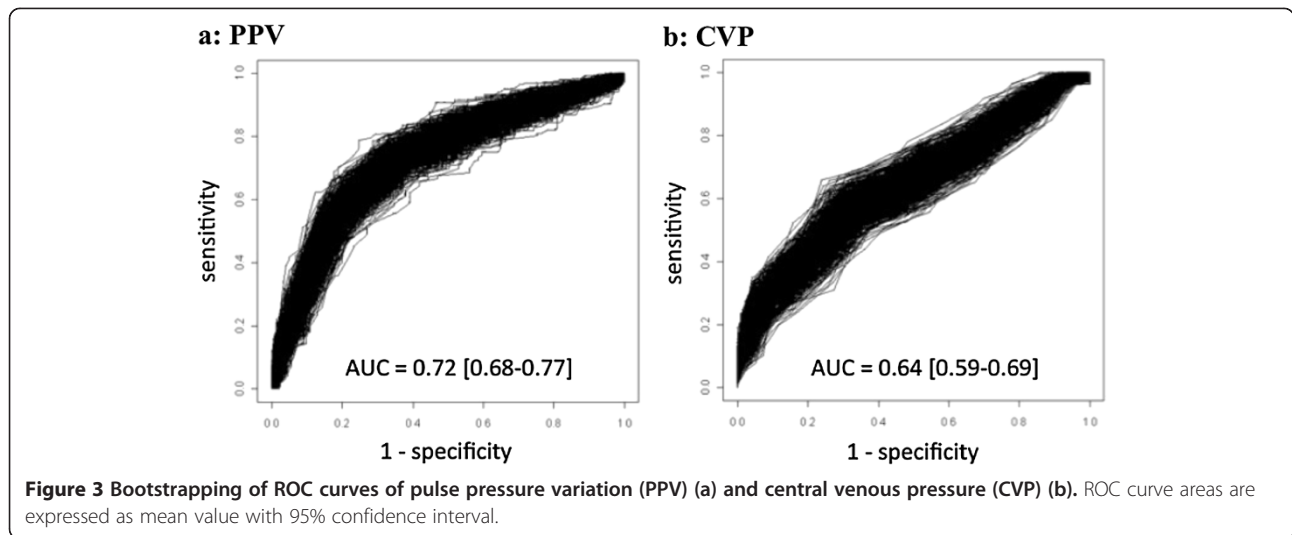 a: PPV
b: CVP
1.0
0.8
0.6
0.4
0.2
0.0
sensitivity
AUC = 0.72 [0.68-0.77]
0.0 0.2 0.4 0.6 0.8 1.0
1 - specificity
1.0
0.8
0.6
0.4
0.2
0.0
sensitivity
AUC = 0.64 [0.59-0.69]
0.0 0.2 0.4 0.6 0.8 1.0
1 - specificity
Figure 3 Bootstrapping of ROC curves of pulse pressure variation (PPV) (a) and central venous pressure (CVP) (b). ROC curve areas are
expressed as mean value with 95% confidence interval.